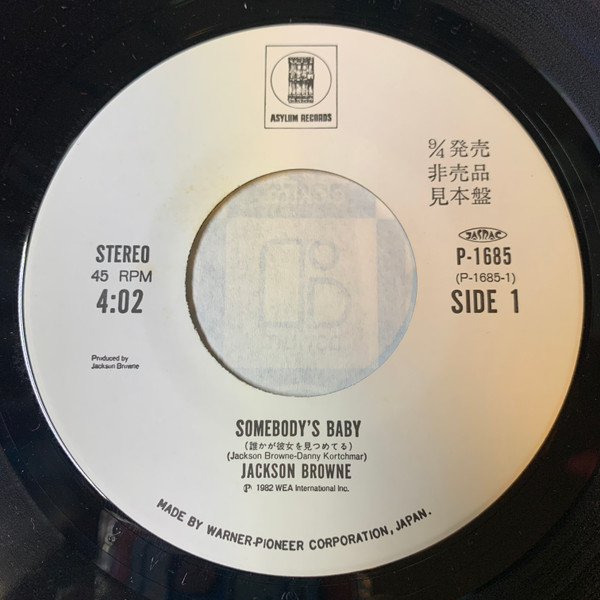 ASYLUM RECORDS
9/4 発売
非売品
見本盤
JASRAC
STEREO
45 RPM
4:02
P-1685
(P-1685-1)
SIDE 1
Produced by
Jackson Browne
SOMEBODY'S BABY
(誰かが彼女を見つめてる)
(Jackson Browne-Danny Kortchmar)
JACKSON BROWNE
Ⓟ 1982 WEA International Inc.
MADE BY WARNER-PIONEER CORPORATION, JAPAN.